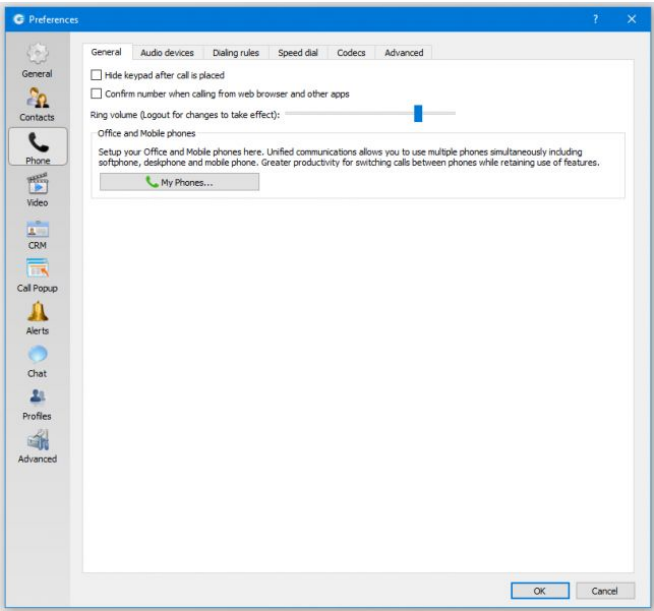 Preferences
?
General
Contacts
Phone
Video
CRM
Call Popup
Alerts
Chat
Profiles
Advanced
General Audio devices Dialing rules Speed dial Codecs Advanced
Hide keypad after call is placed
Confirm number when calling from web browser and other apps
Ring volume (Logout for changes to take effect):
Office and Mobile phones
Setup your Office and Mobile phones here. Unified communications allows you to use multiple phones simultaneously including
softphone, deskphone and mobile phone. Greater productivity for switching calls between phones while retaining use of features.
My Phones...
OK Cancel